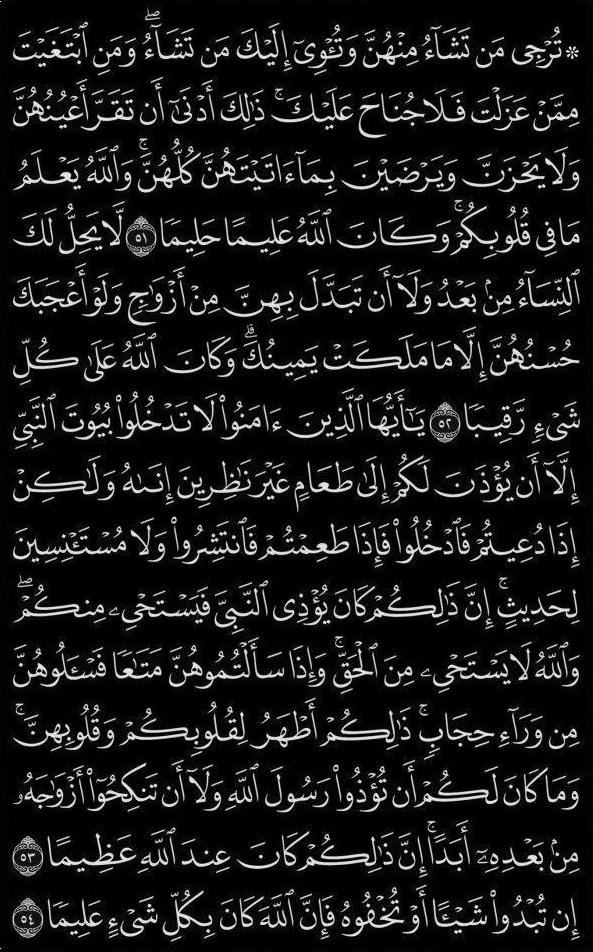 ۞ تُرْجِى مَن تَشَآءُ مِنْهُنَّ وَتُـْٔوِىٓ إِلَيْكَ مَن تَشَآءُۖ وَمَنِ ٱبْتَغَيْتَ
مِمَّنْ عَزَلْتَ فَلَا جُنَاحَ عَلَيْكَۚ ذَٰلِكَ أَدْنَىٰٓ أَن تَقَرَّ أَعْيُنُهُنَّ
وَلَا يَحْزَنَّ وَيَرْضَيْنَ بِمَآ ءَاتَيْتَهُنَّ كُلُّهُنَّۚ وَٱللَّهُ يَعْلَمُ
مَا فِى قُلُوبِكُمْۚ وَكَانَ ٱللَّهُ عَلِيمًا حَلِيمًا ٥١ لَّا يَحِلُّ لَكَ
ٱلنِّسَآءُ مِنۢ بَعْدُ وَلَآ أَن تَبَدَّلَ بِهِنَّ مِنْ أَزْوَٰجٍ وَلَوْ أَعْجَبَكَ
حُسْنُهُنَّ إِلَّا مَا مَلَكَتْ يَمِينُكَۗ وَكَانَ ٱللَّهُ عَلَىٰ كُلِّ
شَىْءٍ رَّقِيبًا ٥٢ يَٰٓأَيُّهَا ٱلَّذِينَ ءَامَنُوا۟ لَا تَدْخُلُوا۟ بُيُوتَ ٱلنَّبِىِّ
إِلَّآ أَن يُؤْذَنَ لَكُمْ إِلَىٰ طَعَامٍ غَيْرَ نَٰظِرِينَ إِنَىٰهُ وَلَٰكِنْ
إِذَا دُعِيتُمْ فَٱدْخُلُوا۟ فَإِذَا طَعِمْتُمْ فَٱنتَشِرُوا۟ وَلَا مُسْتَـْٔنِسِينَ
لِحَدِيثٍۚ إِنَّ ذَٰلِكُمْ كَانَ يُؤْذِى ٱلنَّبِىَّ فَيَسْتَحْىِۦ مِنكُمْۖ
وَٱللَّهُ لَا يَسْتَحْىِۦ مِنَ ٱلْحَقِّۚ وَإِذَا سَأَلْتُمُوهُنَّ مَتَٰعًا فَسْـَٔلُوهُنَّ
مِن وَرَآءِ حِجَابٍۚ ذَٰلِكُمْ أَطْهَرُ لِقُلُوبِكُمْ وَقُلُوبِهِنَّۚ
وَمَا كَانَ لَكُمْ أَن تُؤْذُوا۟ رَسُولَ ٱللَّهِ وَلَآ أَن تَنكِحُوٓا۟ أَزْوَٰجَهُۥ
مِنۢ بَعْدِهِۦٓ أَبَدًاۚ إِنَّ ذَٰلِكُمْ كَانَ عِندَ ٱللَّهِ عَظِيمًا ٥٣
إِن تُبْدُوا۟ شَيْـًٔا أَوْ تُخْفُوهُ فَإِنَّ ٱللَّهَ كَانَ بِكُلِّ شَىْءٍ عَلِيمًا ٥٤